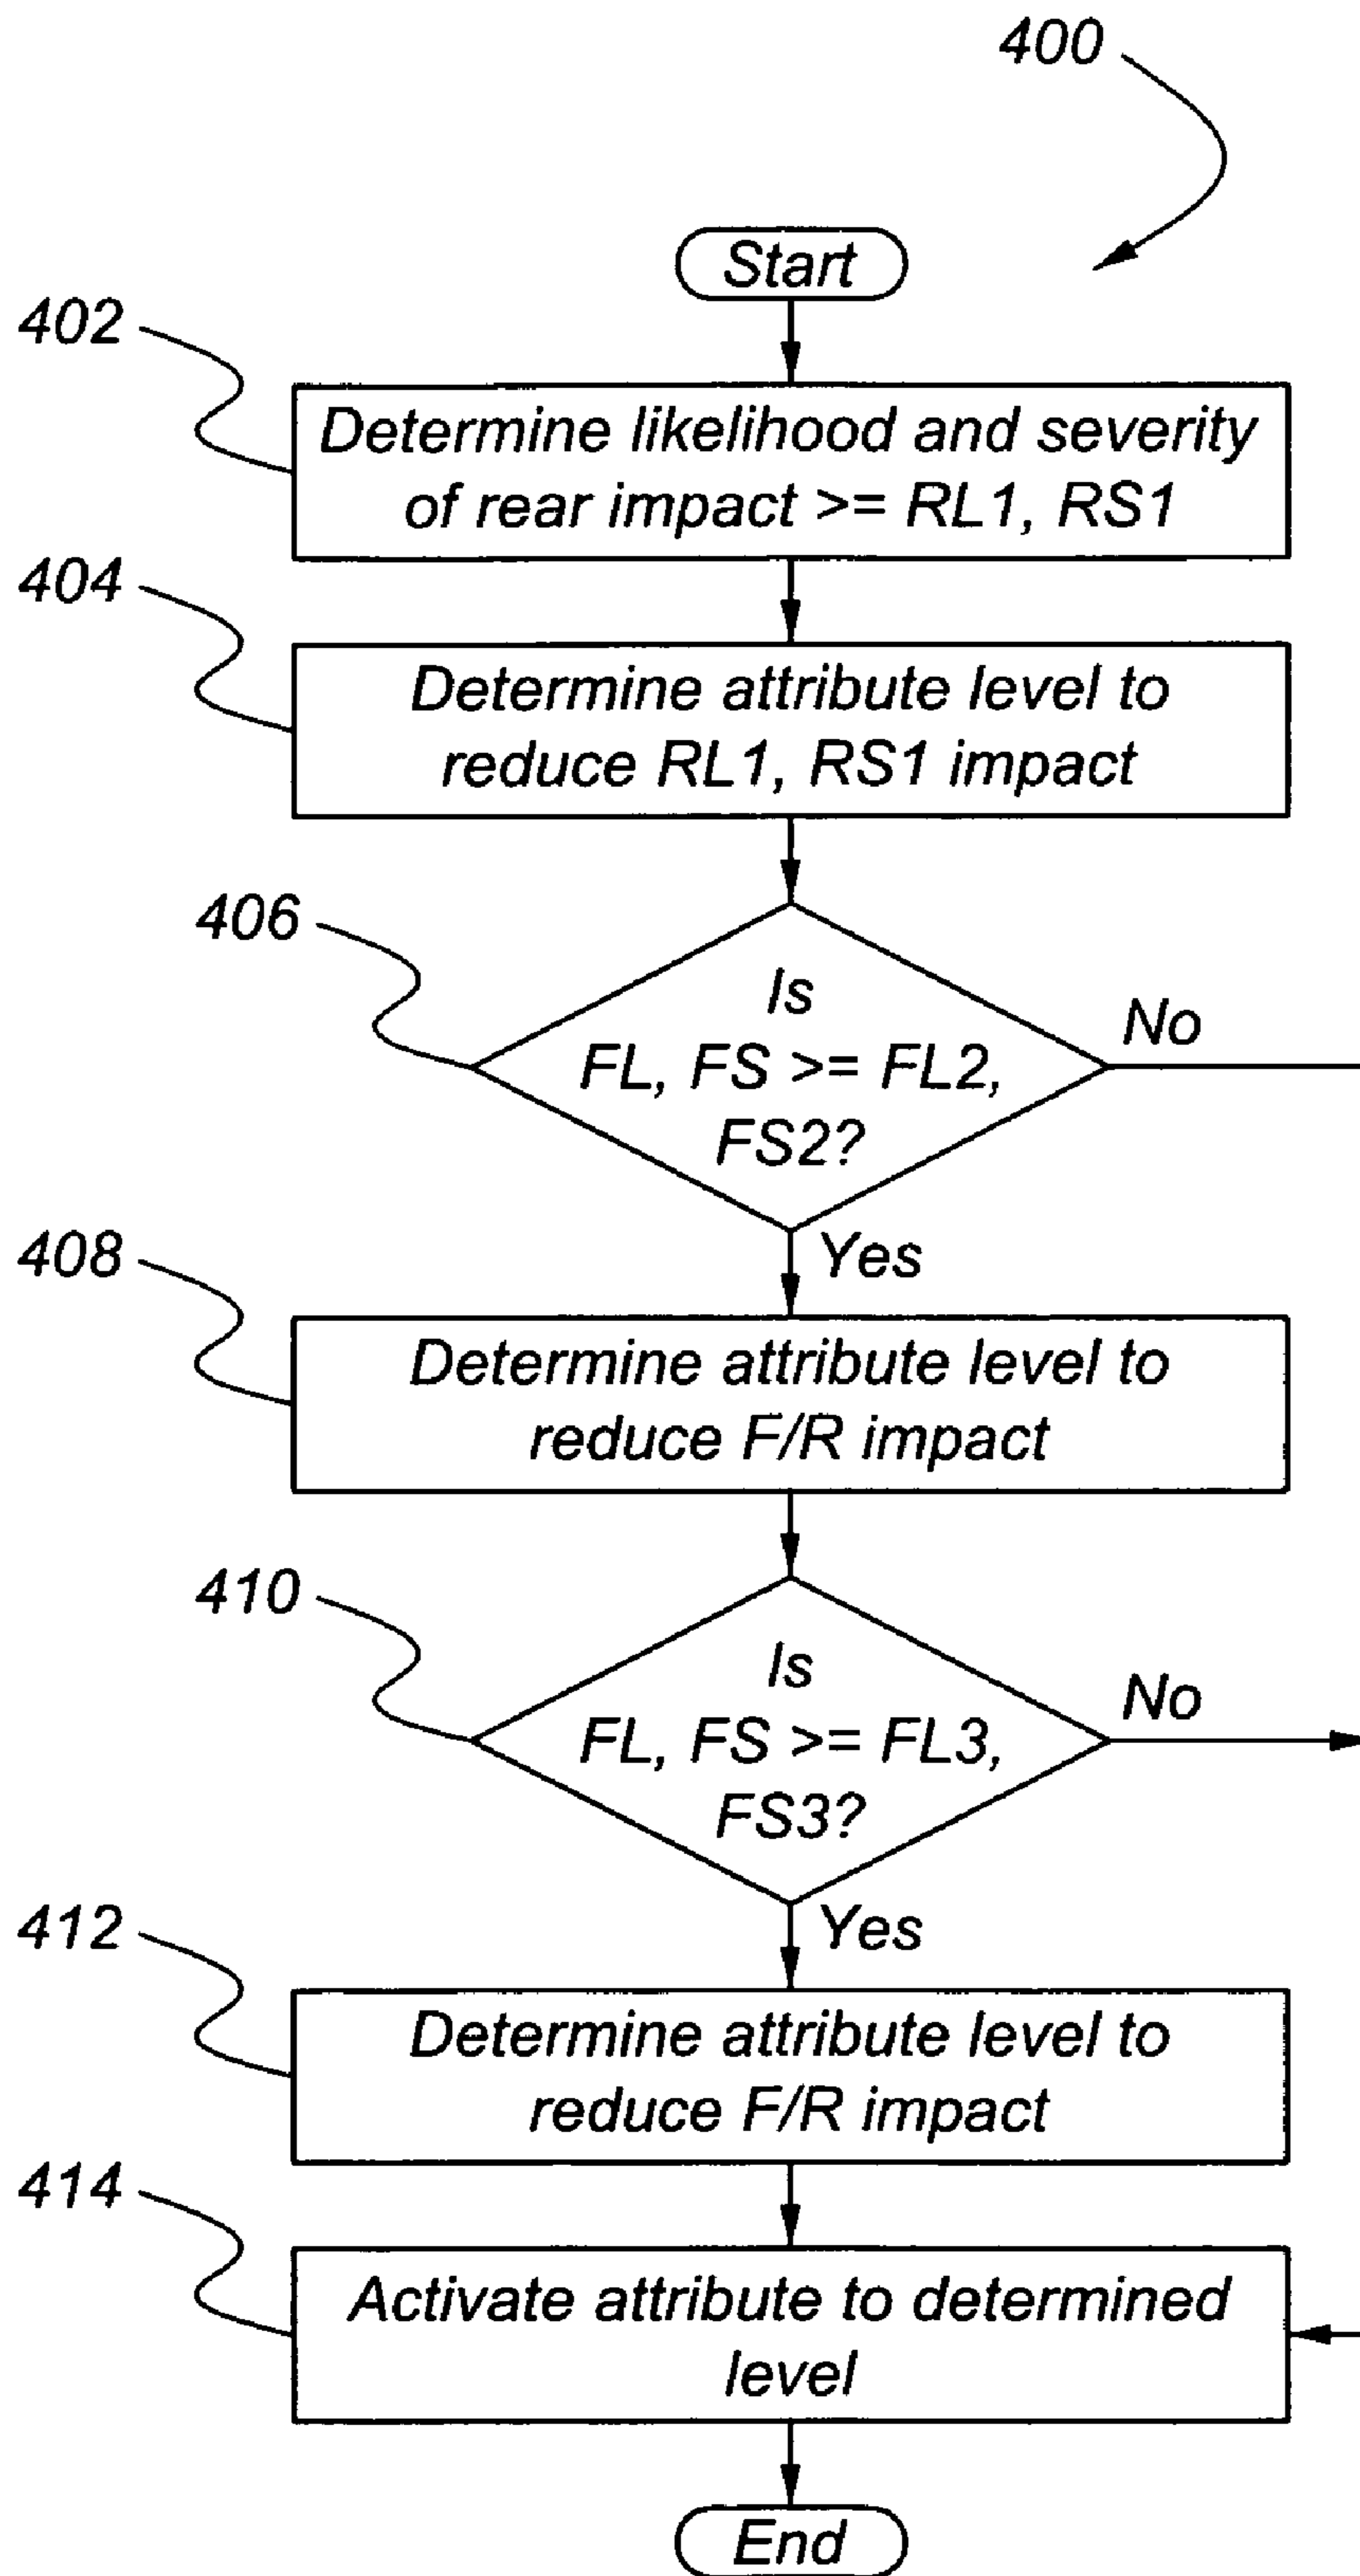 400
Start
402
Determine likelihood and severity
of rear impact >= RL1, RS1
404
Determine attribute level to
reduce RL1, RS1 impact
406
Is
FL, FS >= FL2,
FS2?
No
Yes
408
Determine attribute level to
reduce F/R impact
410
Is
FL, FS >= FL3,
FS3?
No
Yes
412
Determine attribute level to
reduce F/R impact
414
Activate attribute to determined
level
End